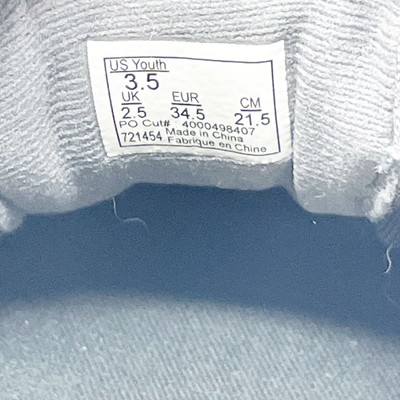 US Youth
3.5
UK EUR CM
2.5 34.5 21.5
PO Cut# 4000498407
721454 Made in China
Fabrique en Chine